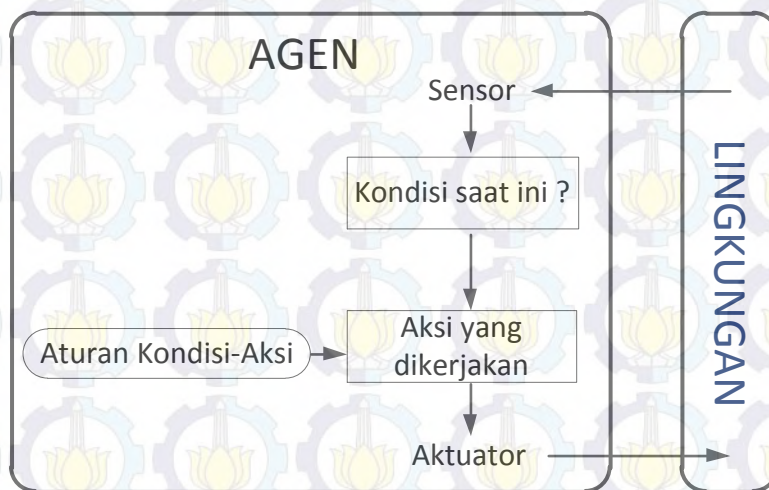 AGEN
Sensor
Kondisi saat ini ?
Aturan Kondisi-Aksi
Aksi yang
dikerjakan
Aktuator
LINGKUNGAN